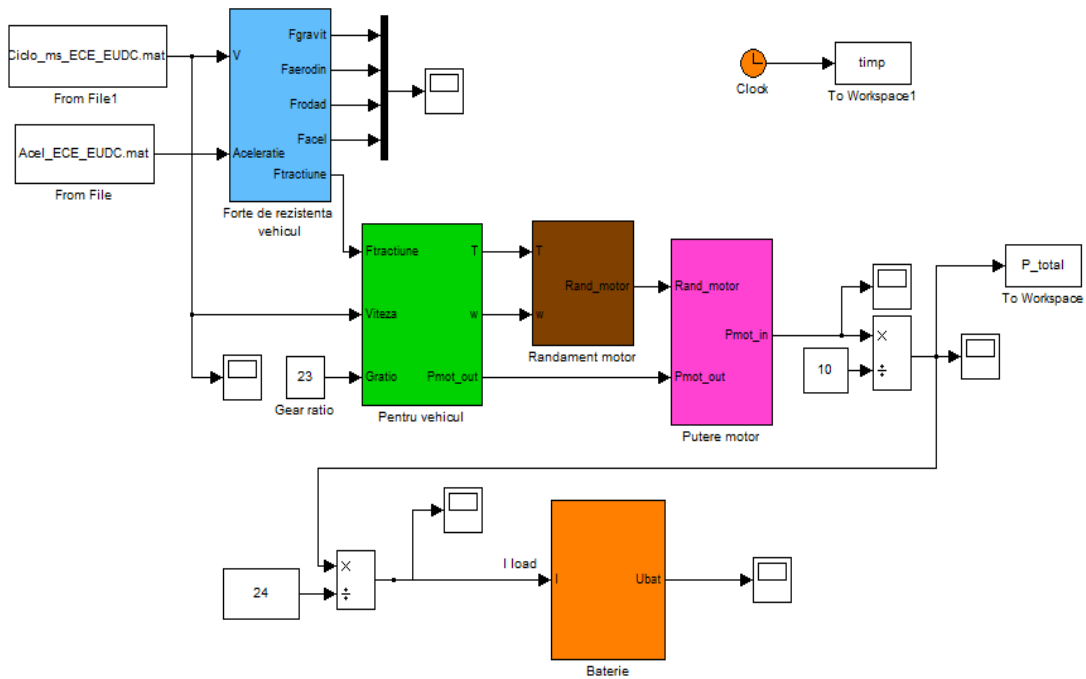 Ciclo_ms_ECE_EUDC.mat
From File1
Acel_ECE_EUDC.mat
From File
V
Aceleratie
Fgravit
Faerodin
Frodad
Facel
Ftractiune
Forte de rezistenta
vehicul
Clock
timp
To Workspace1
Ftractiune
Viteza
Gratio
T
w
Pmot_out
Pentru vehicul
23
Gear ratio
T
w
Rand_motor
Randament motor
Rand_motor
Pmot_out
Pmot_in
Putere motor
10
×
÷
P_total
To Workspace
24
×
÷
I load
I
Ubat
Baterie